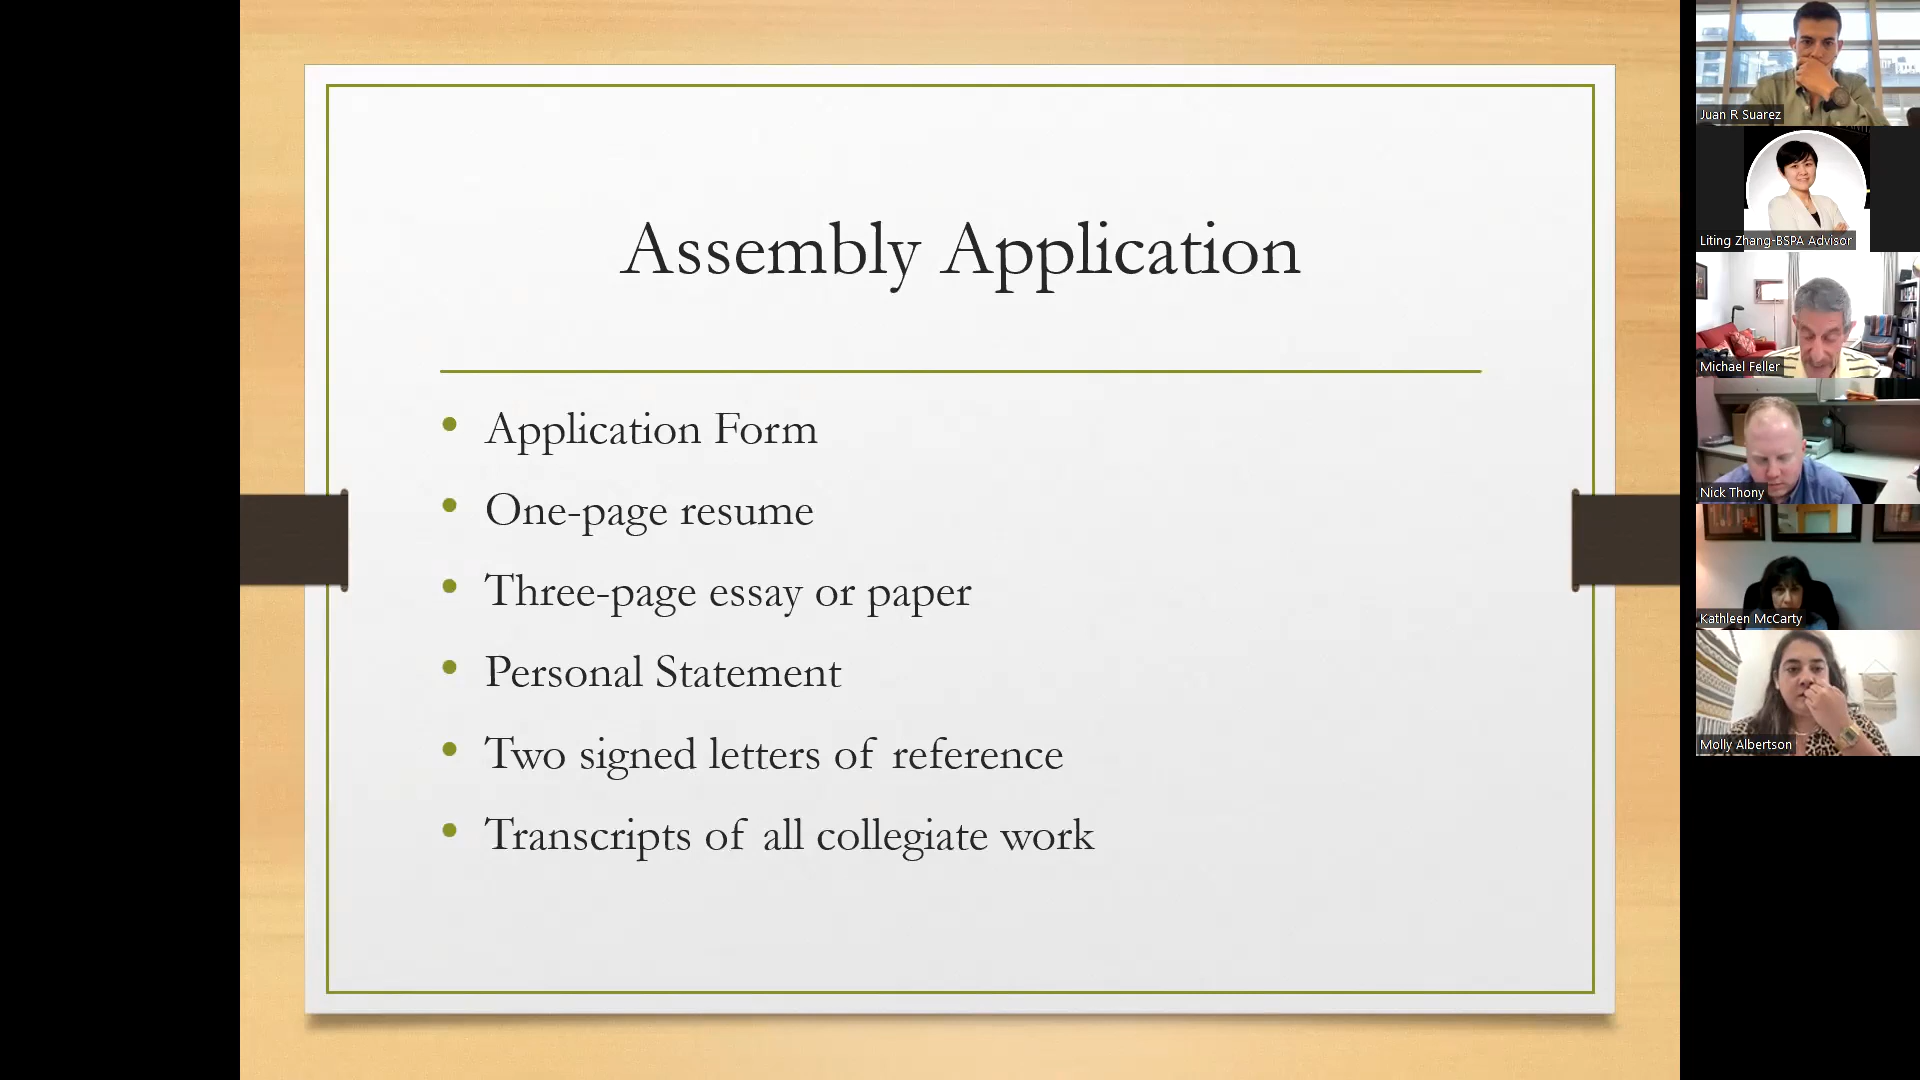 Assembly Application
Application Form
One-page resume
Three-page essay or paper
Personal Statement
Two signed letters of reference
Transcripts of all collegiate work
Juan R Suarez
Liting Zhang-BSPA Advisor
Michael Feller
Nick Thony
Kathleen McCarty
Molly Albertson